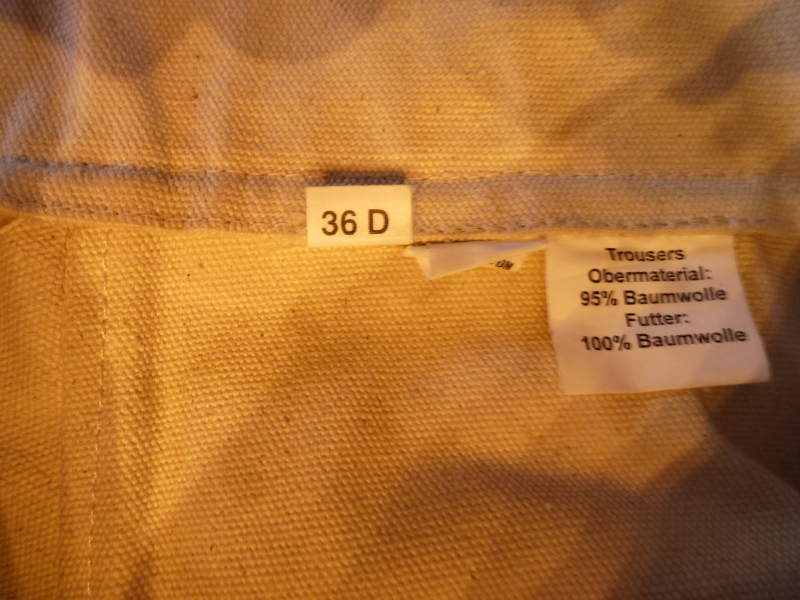 36 D
Trousers
Obermaterial:
95% Baumwolle
Futter:
100% Baumwolle